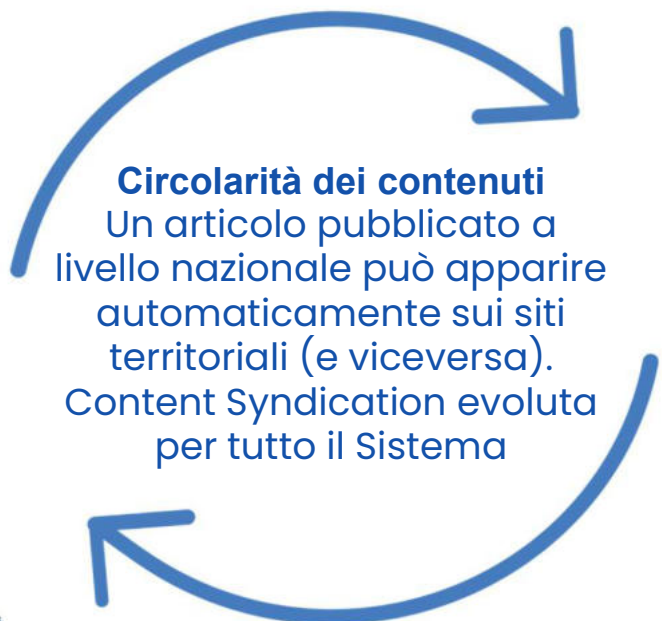 Circolarità dei contenuti
Un articolo pubblicato a
livello nazionale può apparire
automaticamente sui siti
territoriali (e viceversa).
Content Syndication evoluta
per tutto il Sistema